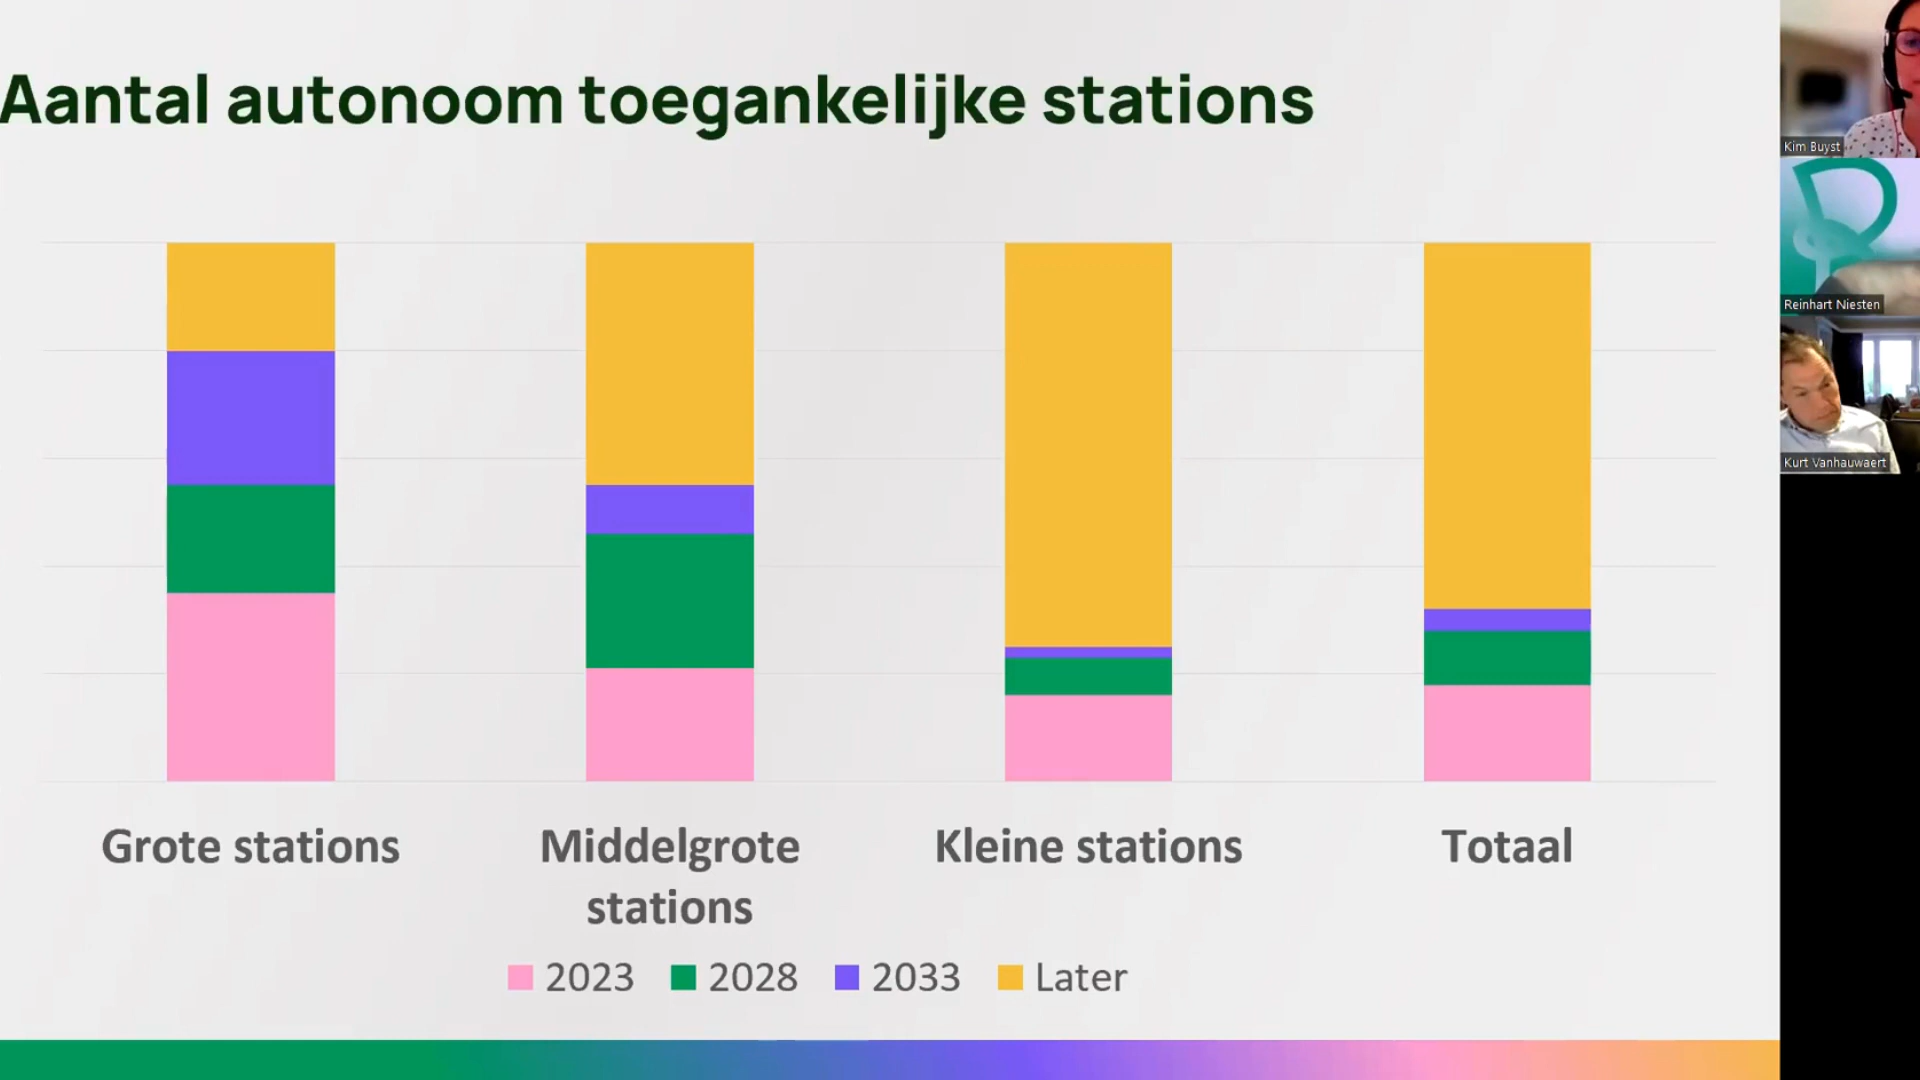 Aantal autonoom toegankelijke stations
Kim Buyst
Reinhart Niesten
Kurt Vanhauwaert
Grote stations
Middelgrote
stations
Kleine stations
Totaal
2023
2028
2033
Later